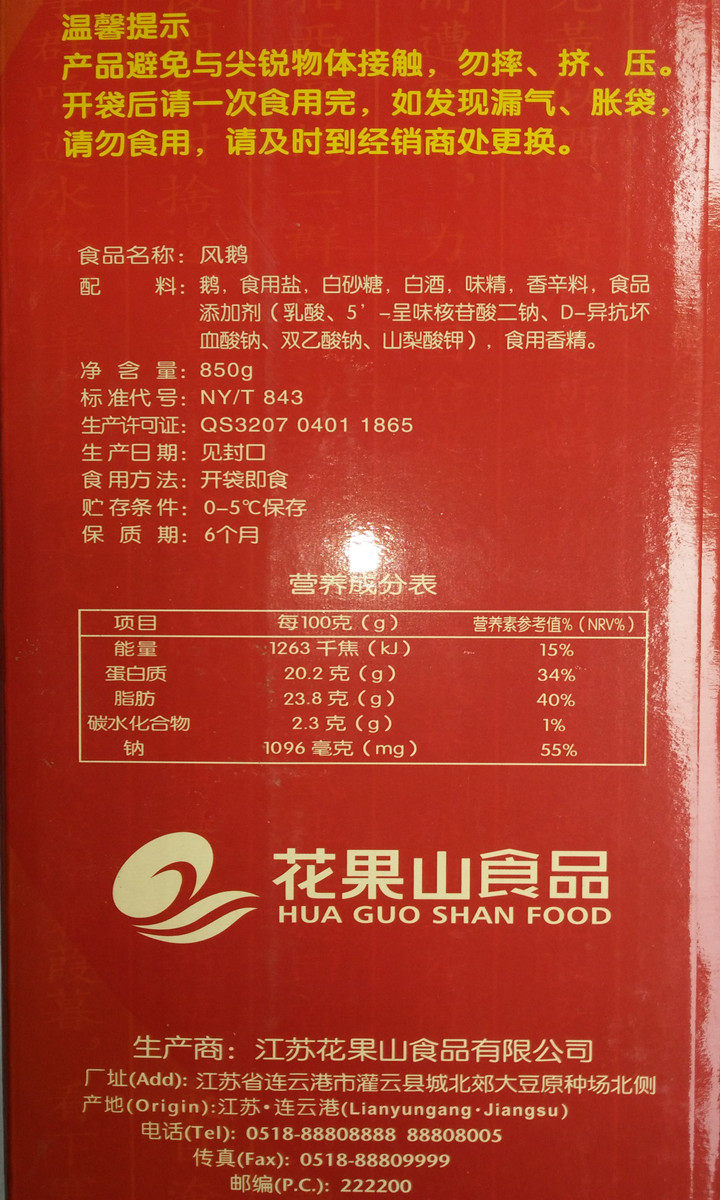 温馨提示
产品避免与尖锐物体接触，勿摔、挤、压。
开袋后请一次食用完，如发现漏气、胀袋，
请勿食用，请及时到经销商处更换。
食品名称：风鹅
配 料：鹅，食用盐，白砂糖，白酒，味精，香辛料，食品
添加剂（乳酸、5’-呈味核苷酸二钠、D-异抗坏
血酸钠、双乙酸钠、山梨酸钾），食用香精。
净 含 量：850g
标准代号：NY/T 843
生产许可证：QS3207 0401 1865
生产日期：见封口
食用方法：开袋即食
贮存条件：0-5℃保存
保 质 期：6个月
营养成分表
项目 每100克（g） 营养素参考值%（NRV%）
能量 1263 千焦（kJ） 15%
蛋白质 20.2 克（g） 34%
脂肪 23.8 克（g） 40%
碳水化合物 2.3 克（g） 1%
钠 1096 毫克（mg） 55%
花果山食品
HUA GUO SHAN FOOD
生产商：江苏花果山食品有限公司
厂址(Add)：江苏省连云港市灌云县城北郊大豆原种场北侧
产地(Origin):江苏·连云港(Lianyungang·Jiangsu)
电话(Tel): 0518-88808888 88808005
传真(Fax): 0518-88809999
邮编(P.C.): 222200